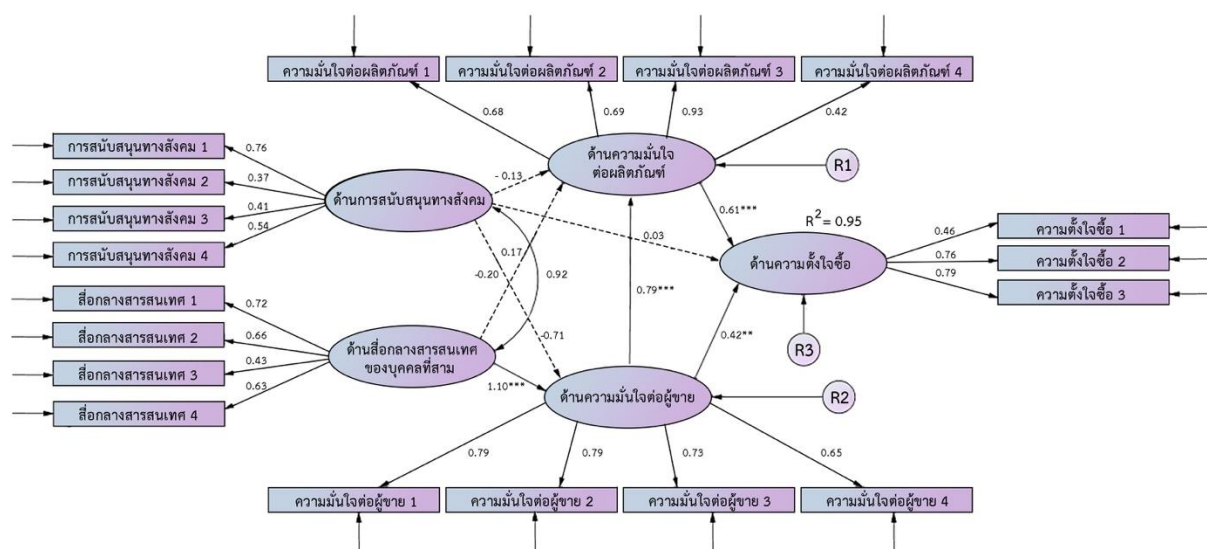 ความมั่นใจต่อผลิตภัณฑ์ 1
ความมั่นใจต่อผลิตภัณฑ์ 2
ความมั่นใจต่อผลิตภัณฑ์ 3
ความมั่นใจต่อผลิตภัณฑ์ 4
0.68
0.69
0.93
0.42
การสนับสนุนทางสังคม 1
การสนับสนุนทางสังคม 2
การสนับสนุนทางสังคม 3
การสนับสนุนทางสังคม 4
0.76
0.37
0.41
0.54
ด้านการสนับสนุนทางสังคม
ด้านความมั่นใจ
ต่อผลิตภัณฑ์
R1
- 0.13
0.61***
R² = 0.95
0.03
0.17
-0.20
0.92
0.79***
ด้านความตั้งใจซื้อ
0.46
0.76
0.79
ความตั้งใจซื้อ 1
ความตั้งใจซื้อ 2
ความตั้งใจซื้อ 3
สื่อกลางสารสนเทศ 1
สื่อกลางสารสนเทศ 2
สื่อกลางสารสนเทศ 3
สื่อกลางสารสนเทศ 4
0.72
0.66
0.43
0.63
ด้านสื่อกลางสารสนเทศ
ของบุคคลที่สาม
-0.71
1.10***
0.42**
R3
ด้านความมั่นใจต่อผู้ขาย
R2
0.79
0.79
0.73
0.65
ความมั่นใจต่อผู้ขาย 1
ความมั่นใจต่อผู้ขาย 2
ความมั่นใจต่อผู้ขาย 3
ความมั่นใจต่อผู้ขาย 4